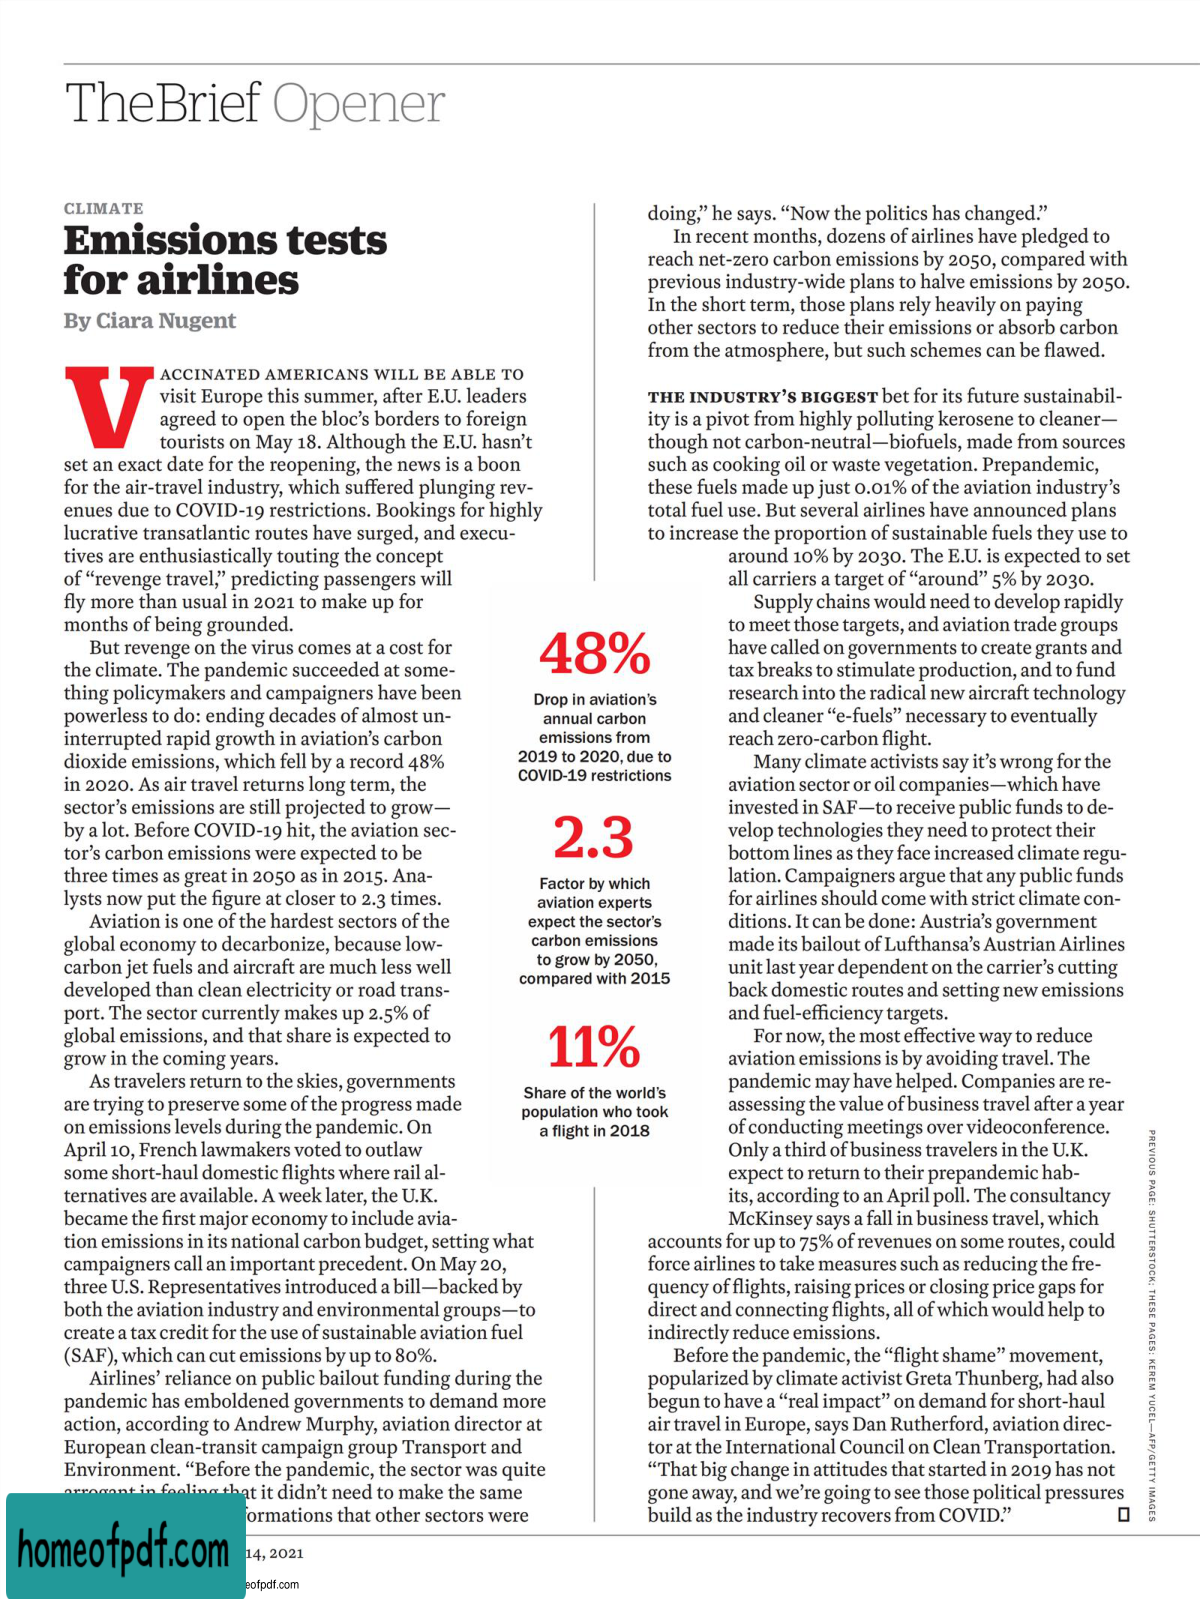 TheBrief Opener
CLIMATE
Emissions tests
for airlines
By Ciara Nugent
VACCINATED AMERICANS WILL BE ABLE TO
visit Europe this summer, after E.U. leaders
agreed to open the bloc's borders to foreign
tourists on May 18. Although the E.U. hasn't
set an exact date for the reopening, the news is a boon
for the air-travel industry, which suffered plunging rev-
enues due to COVID-19 restrictions. Bookings for highly
lucrative transatlantic routes have surged, and execu-
tives are enthusiastically touting the concept
of “revenge travel,” predicting passengers will
fly more than usual in 2021 to make up for
months of being grounded.
But revenge on the virus comes at a cost for
the climate. The pandemic succeeded at some-
thing policymakers and campaigners have been
powerless to do: ending decades of almost un-
interrupted rapid growth in aviation's carbon
dioxide emissions, which fell by a record 48%
in 2020. As air travel returns long term, the
sector's emissions are still projected to grow—
by a lot. Before COVID-19 hit, the aviation sec-
tor's carbon emissions were expected to be
three times as great in 2050 as in 2015. Ana-
lysts now put the figure at closer to 2.3 times.
Aviation is one of the hardest sectors of the
global economy to decarbonize, because low-
carbon jet fuels and aircraft are much less well
developed than clean electricity or road trans-
port. The sector currently makes up 2.5% of
global emissions, and that share is expected to
grow in the coming years.
As travelers return to the skies, governments
are trying to preserve some of the progress made
on emissions levels during the pandemic. On
April 10, French lawmakers voted to outlaw
some short-haul domestic flights where rail al-
ternatives are available. A week later, the U.K.
became the first major economy to include avia-
tion emissions in its national carbon budget, setting what
campaigners call an important precedent. On May 20,
three U.S. Representatives introduced a bill—backed by
both the aviation industry and environmental groups—to
create a tax credit for the use of sustainable aviation fuel
(SAF), which can cut emissions by up to 80%.
Airlines' reliance on public bailout funding during the
pandemic has emboldened governments to demand more
action, according to Andrew Murphy, aviation director at
European clean-transit campaign group Transport and
Environment. “Before the pandemic, the sector was quite
arrogant in feeling that it didn't need to make the same
formations that other sectors were
48%
Drop in aviation's
annual carbon
emissions from
2019 to 2020, due to
COVID-19 restrictions
2.3
Factor by which
aviation experts
expect the sector's
carbon emissions
to grow by 2050,
compared with 2015
11%
Share of the world's
population who took
a flight in 2018
doing,” he says. “Now the politics has changed.”
In recent months, dozens of airlines have pledged to
reach net-zero carbon emissions by 2050, compared with
previous industry-wide plans to halve emissions by 2050.
In the short term, those plans rely heavily on paying
other sectors to reduce their emissions or absorb carbon
from the atmosphere, but such schemes can be flawed.
THE INDUSTRY'S BIGGEST bet for its future sustainabil-
ity is a pivot from highly polluting kerosene to cleaner—
though not carbon-neutral—biofuels, made from sources
such as cooking oil or waste vegetation. Prepandemic,
these fuels made up just 0.01% of the aviation industry's
total fuel use. But several airlines have announced plans
to increase the proportion of sustainable fuels they use to
around 10% by 2030. The E.U. is expected to set
all carriers a target of “around” 5% by 2030.
Supply chains would need to develop rapidly
to meet those targets, and aviation trade groups
have called on governments to create grants and
tax breaks to stimulate production, and to fund
research into the radical new aircraft technology
and cleaner “e-fuels” necessary to eventually
reach zero-carbon flight.
Many climate activists say it's wrong for the
aviation sector or oil companies—which have
invested in SAF—to receive public funds to de-
velop technologies they need to protect their
bottom lines as they face increased climate regu-
lation. Campaigners argue that any public funds
for airlines should come with strict climate con-
ditions. It can be done: Austria's government
made its bailout of Lufthansa's Austrian Airlines
unit last year dependent on the carrier's cutting
back domestic routes and setting new emissions
and fuel-efficiency targets.
For now, the most effective way to reduce
aviation emissions is by avoiding travel. The
pandemic may have helped. Companies are re-
assessing the value of business travel after a year
of conducting meetings over videoconference.
Only a third of business travelers in the U.K.
expect to return to their prepandemic hab-
its, according to an April poll. The consultancy
McKinsey says a fall in business travel, which
accounts for up to 75% of revenues on some routes, could
force airlines to take measures such as reducing the fre-
quency of flights, raising prices or closing price gaps for
direct and connecting flights, all of which would help to
indirectly reduce emissions.
Before the pandemic, the “flight shame” movement,
popularized by climate activist Greta Thunberg, had also
begun to have a “real impact” on demand for short-haul
air travel in Europe, says Dan Rutherford, aviation direc-
tor at the International Council on Clean Transportation.
“That big change in attitudes that started in 2019 has not
gone away, and we're going to see those political pressures
build as the industry recovers from COVID.”
PREVIOUS PAGE: SHUTTERSTOCK; THESE PAGES: KEREM YUCEL—AFP/GETTY IMAGES
14, 2021
homeofpdf.com
eofpdf.com